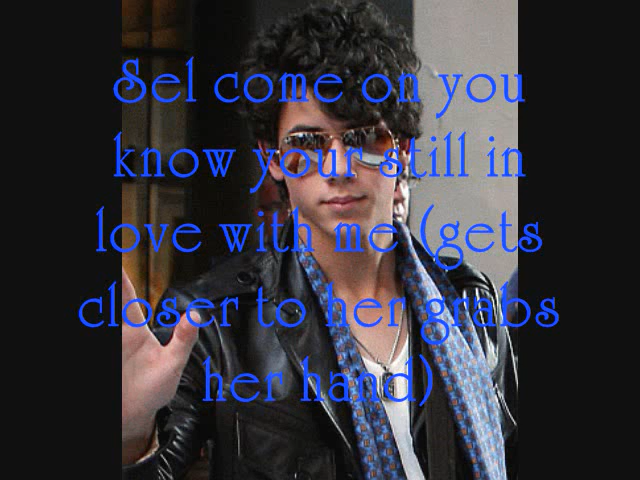 Sel come on you
know your still in
love with me (gets
closer to her grabs
her hand)